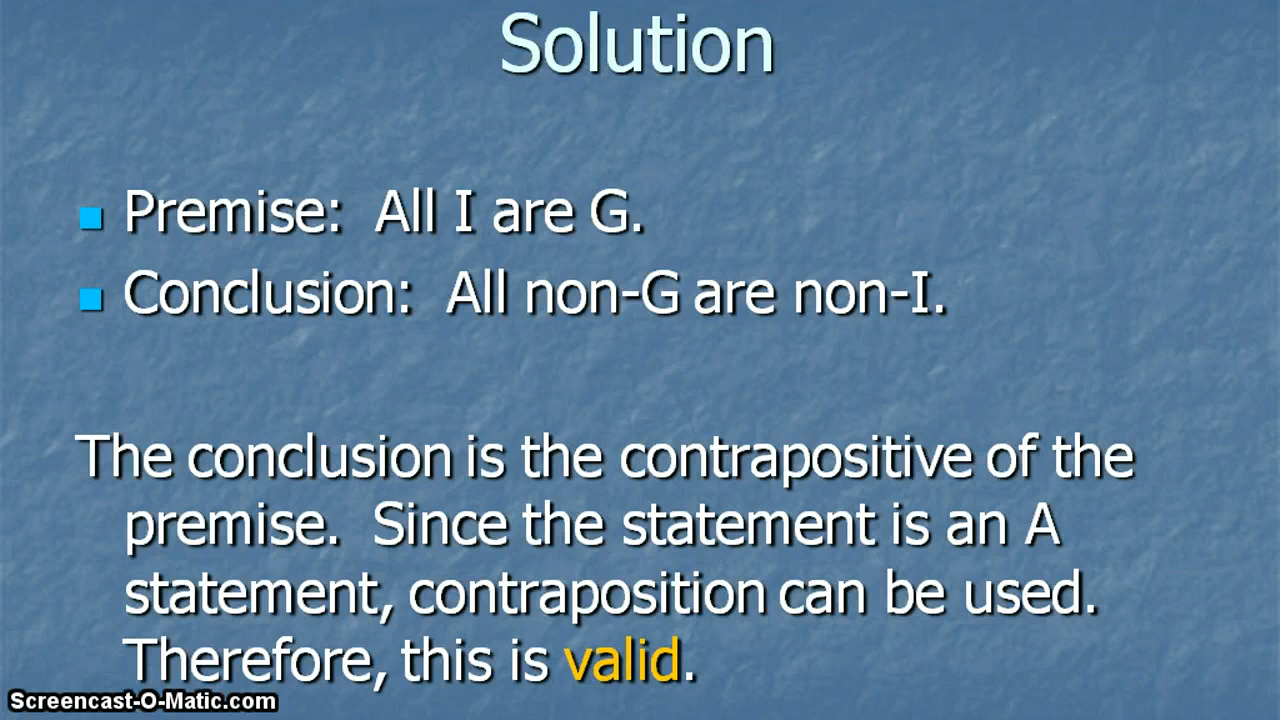 Solution
Premise: All I are G.
Conclusion: All non-G are non-I.
The conclusion is the contrapositive of the
premise. Since the statement is an A
statement, contraposition can be used.
Therefore, this is valid.
Screencast-O-Matic.com